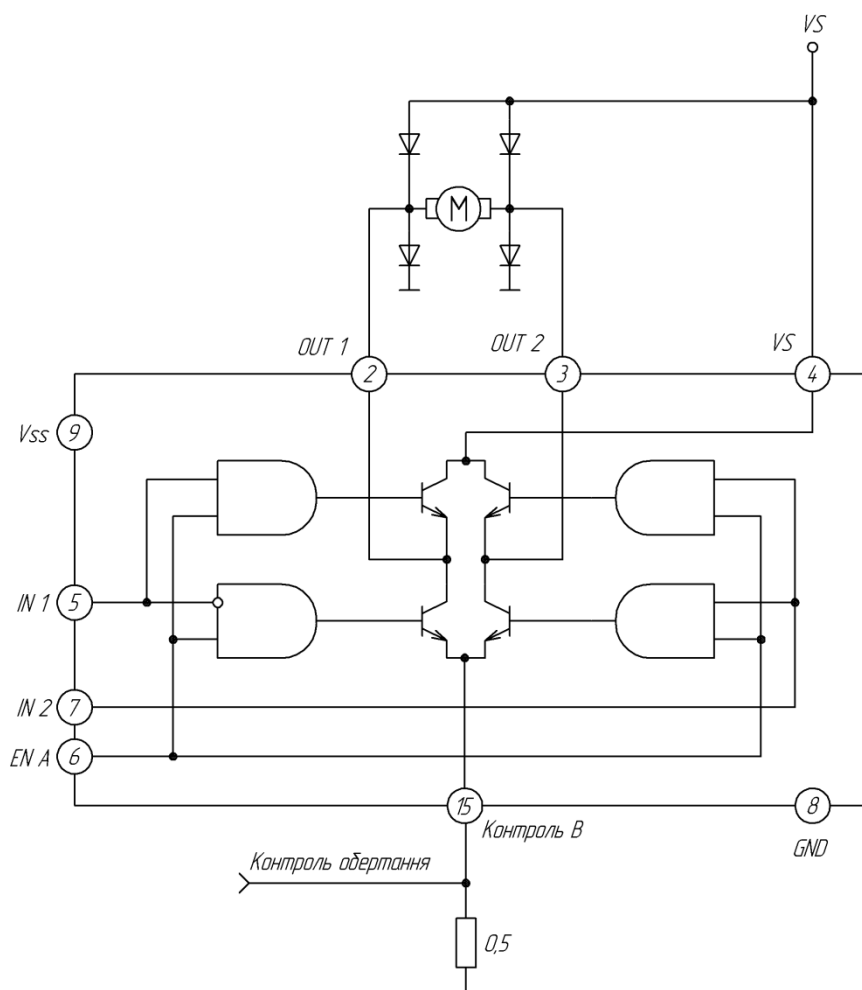 VS
M
OUT 1
OUT 2
VS
2
3
4
Vss
9
IN 1
5
IN 2
7
EN A
6
15
8
Контроль В
GND
Контроль обертання
0,5